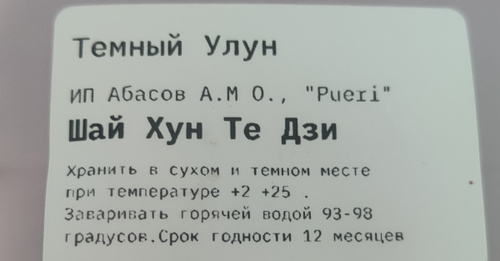 Темный Улун
ИП Абасов А.М О., "Pueri"
Шай Хун Те Дзи
Хранить в сухом и темном месте
при температуре +2 +25 .
Заваривать горячей водой 93-98
градусов.Срок годности 12 месяцев